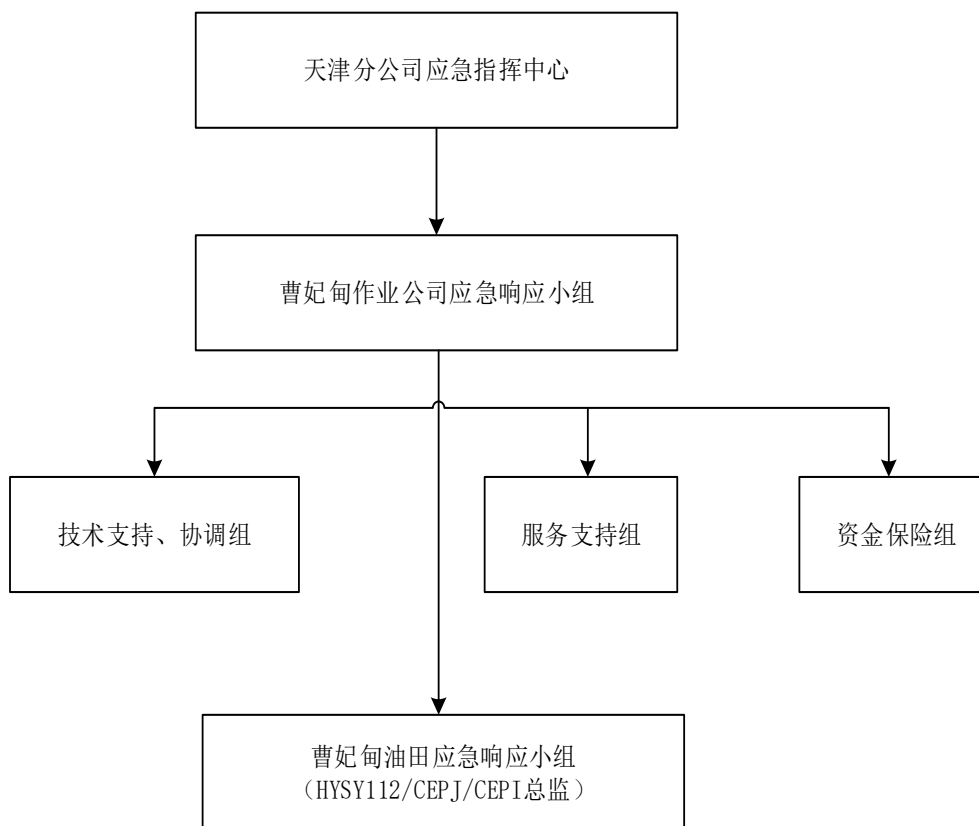 天津分公司应急指挥中心
曹妃甸作业公司应急响应小组
技术支持、协调组
服务支持组
资金保险组
曹妃甸油田应急响应小组
（HYSY112/CEPJ/CEPI总监）